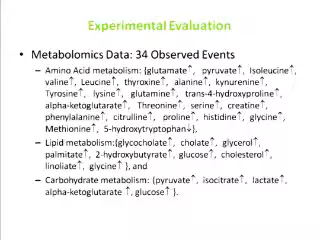 Experimental Evaluation
• Metabolomics Data: 34 Observed Events
– Amino Acid metabolism: {glutamate↑, pyruvate↑, Isoleucine↑,
valine↑, Leucine↑, thyroxine↑, alanine↑, kynurenine↑,
Tyrosine↑, lysine↑, glutamine↑, trans-4-hydroxyproline↑,
alpha-ketoglutarate↑, Threonine↑, serine↑, creatine↑,
phenylalanine↑, citrulline↑, proline↑, histidine↑, glycine↑,
Methionine↑, 5-hydroxytryptophan↓},
– Lipid metabolism:{glycocholate↑, cholate↑, glycerol↑,
palmitate↑, 2-hydroxybutyrate↑, glucose↑, cholesterol↑,
linoliate↑, glycine↑}, and
– Carbohydrate metabolism: {pyruvate↑, isocitrate↑, lactate↑,
alpha-ketoglutarate ↑, glucose↑ }.